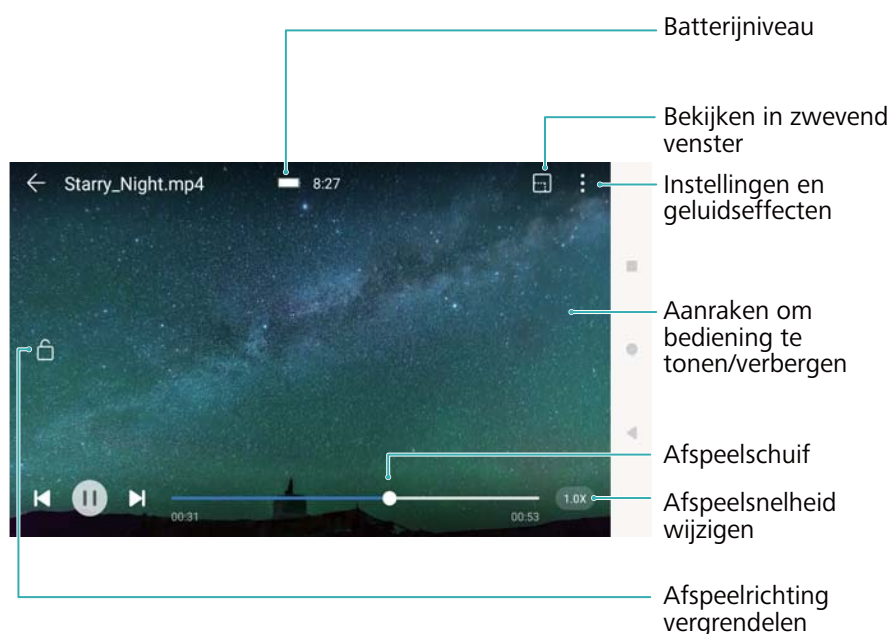 Batterijniveau
Bekijken in zwevend
venster
Starry_Night.mp4
8:27
Instellingen en
geluidseffecten
Aanraken om
bediening te
tonen/verbergen
Afspeelschuif
1.0X
Afspeelsnelheid
wijzigen
00:31
00:53
Afspeelrichting
vergrendelen